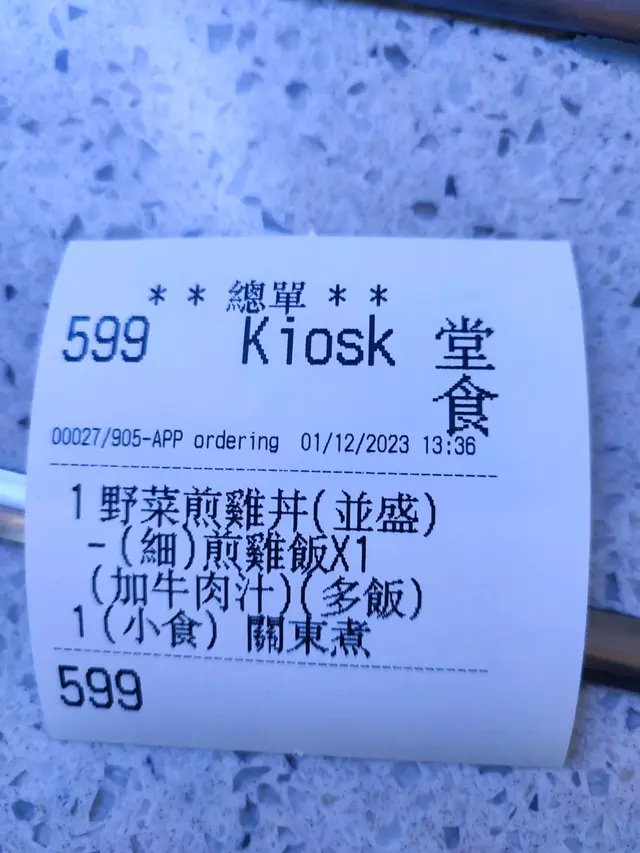 ** 總單 **
599 Kiosk 堂食
00027/905-APP ordering 01/12/2023 13:36
1 野菜煎雞丼(並盛)
-(細)煎雞飯X1
(加牛肉汁)(多飯)
1(小食) 關東煮
599